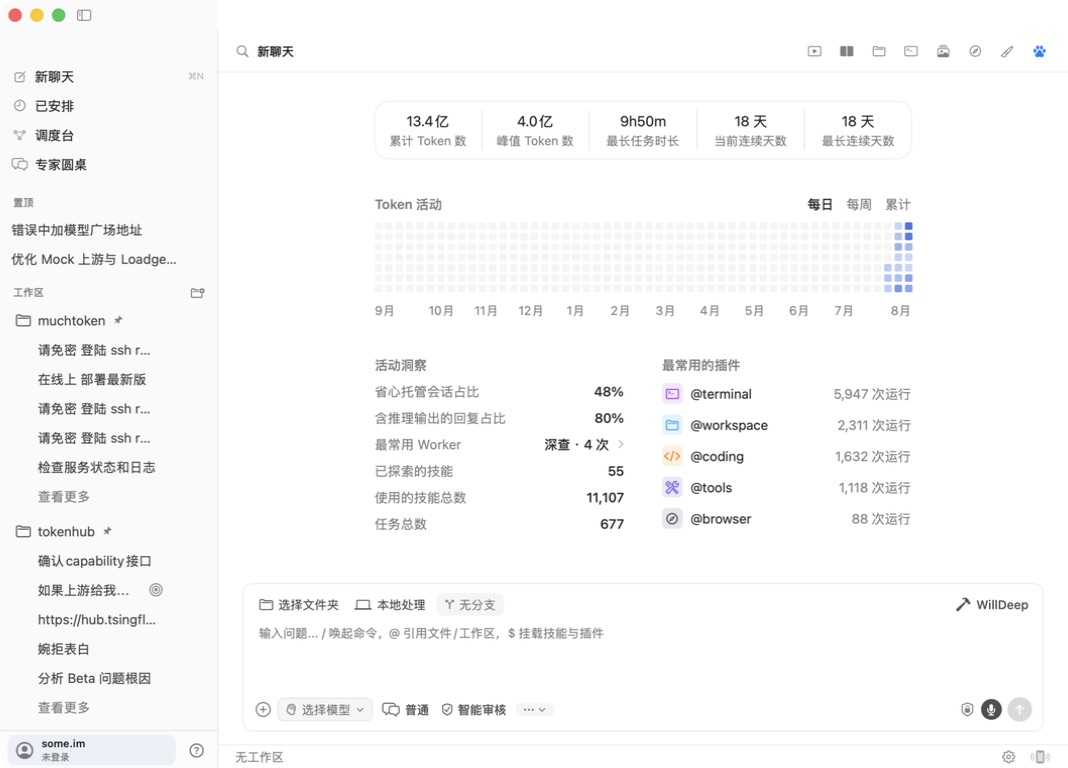 新聊天
⌘N
已安排
调度台
专家圆桌
置顶
错误中加模型广场地址
优化 Mock 上游与 Loadge...
工作区
muchtoken
请免密 登陆 ssh r...
在线上 部署最新版
请免密 登陆 ssh r...
请免密 登陆 ssh r...
检查服务状态和日志
查看更多
tokenhub
确认capability接口
如果上游给我...
https://hub.tsingfl...
婉拒表白
分析 Beta 问题根因
查看更多
some.im
未登录
新聊天
13.4亿
累计 Token 数
4.0亿
峰值 Token 数
9h50m
最长任务时长
18 天
当前连续天数
18 天
最长连续天数
Token 活动
每日 每周 累计
9月 10月 11月 12月 1月 2月 3月 4月 5月 6月 7月 8月
活动洞察
省心托管会话占比 48%
含推理输出的回复占比 80%
最常用 Worker 深查 · 4 次
已探索的技能 55
使用的技能总数 11,107
任务总数 677
最常用的插件
@terminal 5,947 次运行
@workspace 2,311 次运行
@coding 1,632 次运行
@tools 1,118 次运行
@browser 88 次运行
选择文件夹 本地处理 无分支 WillDeep
输入问题... / 唤起命令，@ 引用文件/工作区，$ 挂载技能与插件
选择模型 普通 智能审核
无工作区